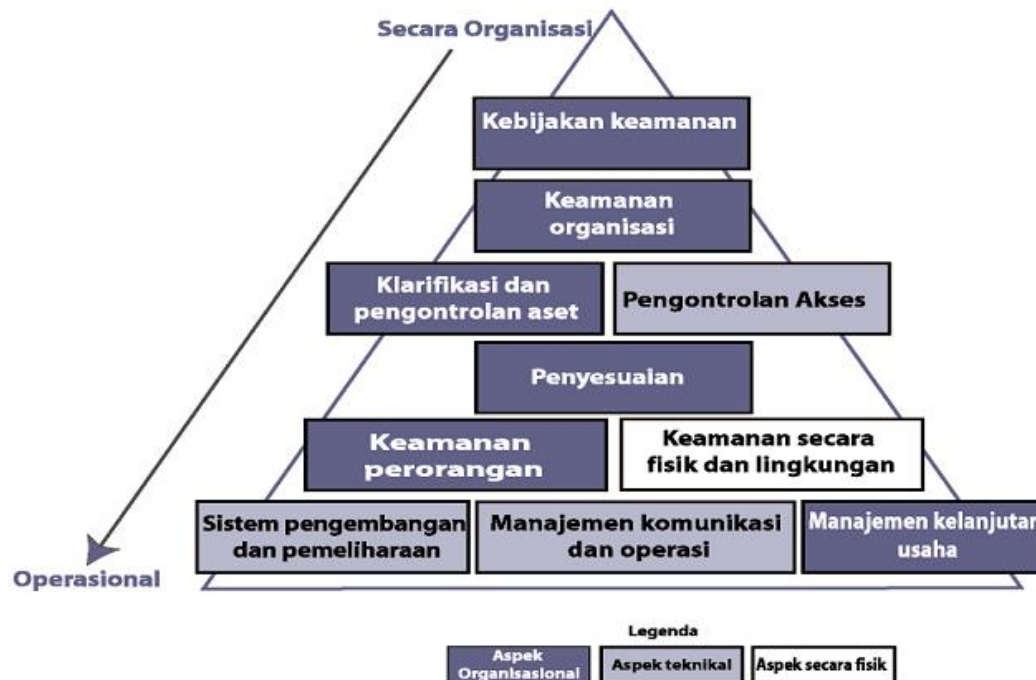 Secara Organisasi
Kebijakan keamanan
Keamanan
organisasi
Klarifikasi dan
pengontrolan aset
Pengontrolan Akses
Penyesuaian
Keamanan
perorangan
Keamanan secara
fisik dan lingkungan
Sistem pengembangan
dan pemeliharaan
Manajemen komunikasi
dan operasi
Manajemen kelanjutan
usaha
Operasional
Legenda
Aspek
Organisasional
Aspek teknikal
Aspek secara fisik